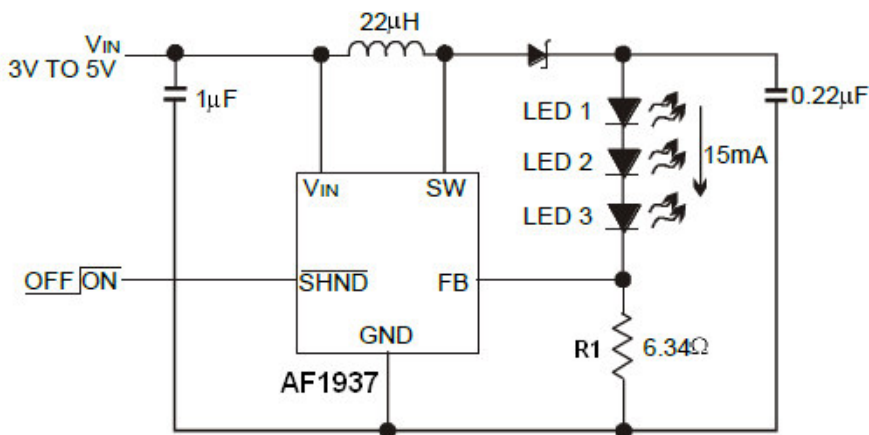 22μH
VIN
3V TO 5V
1μF
0.22μF
LED 1
LED 2
LED 3
15mA
VIN
SW
OFF ON
SHND
FB
GND
R1
6.34Ω
AF1937